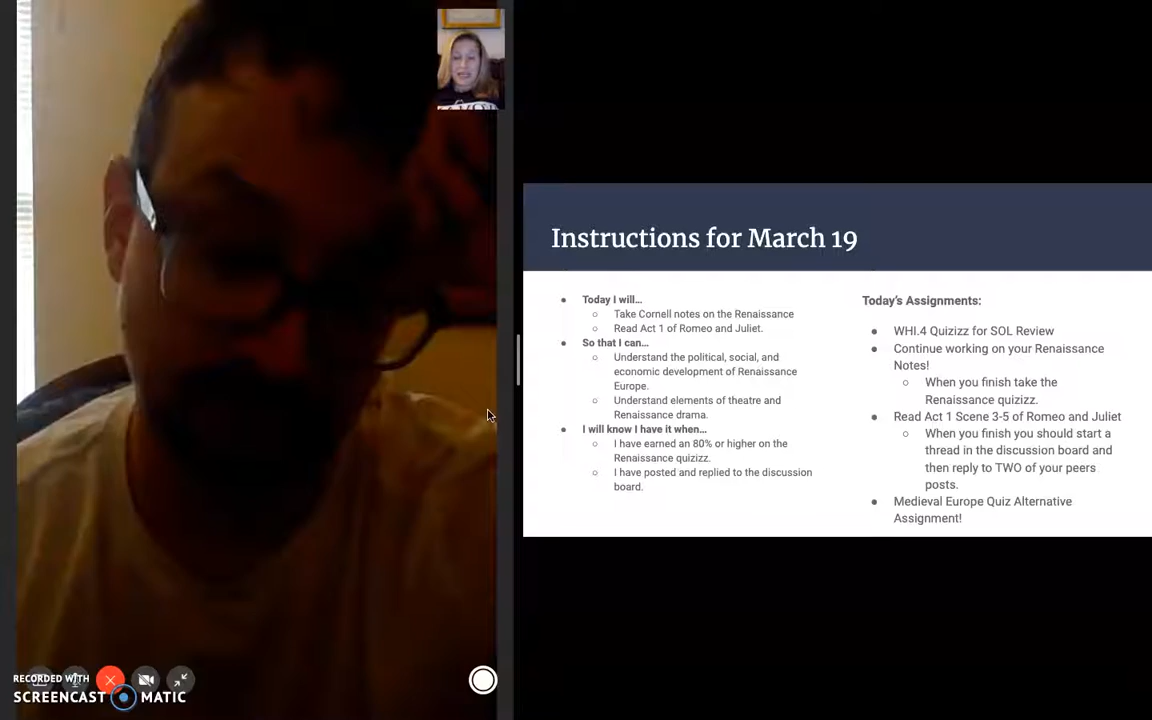 Instructions for March 19
Today I will...
Take Cornell notes on the Renaissance
Read Act 1 of Romeo and Juliet.
So that I can...
Understand the political, social, and
economic development of Renaissance
Europe.
Understand elements of theatre and
Renaissance drama.
I will know I have it when...
I have earned an 80% or higher on the
Renaissance quizizz.
I have posted and replied to the discussion
board.
Today's Assignments:
WHI.4 Quizizz for SOL Review
Continue working on your Renaissance
Notes!
When you finish take the
Renaissance quizizz.
Read Act 1 Scene 3-5 of Romeo and Juliet
When you finish you should start a
thread in the discussion board and
then reply to TWO of your peers
posts.
Medieval Europe Quiz Alternative
Assignment!
RECORDED WITH
SCREENCAST MATIC